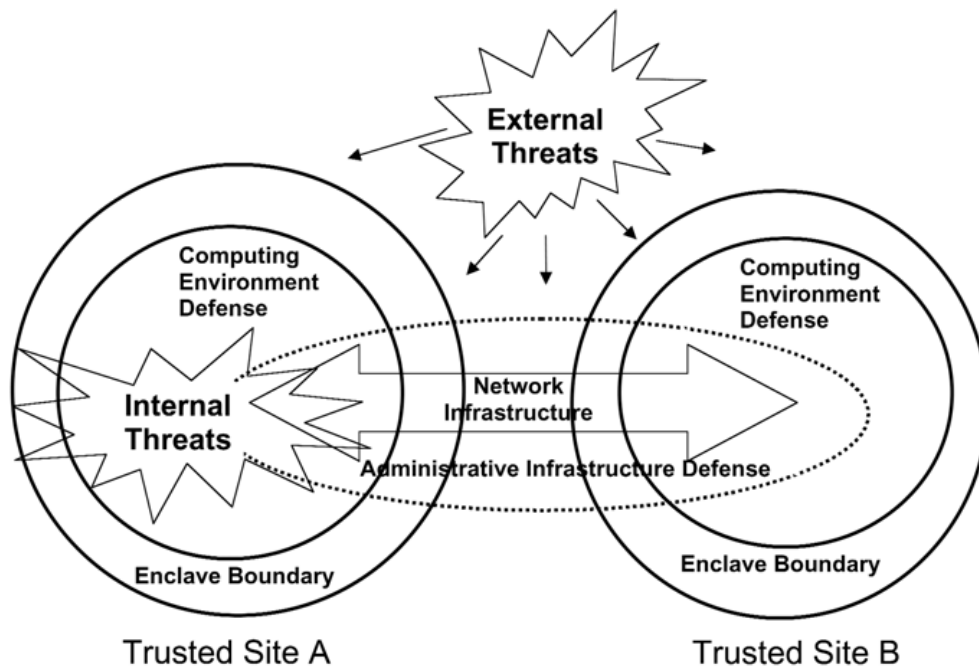 External
Threats
Computing
Environment
Defense
Computing
Environment
Defense
Internal
Threats
Network
Infrastructure
Administrative Infrastructure Defense
Enclave Boundary
Enclave Boundary
Trusted Site A
Trusted Site B